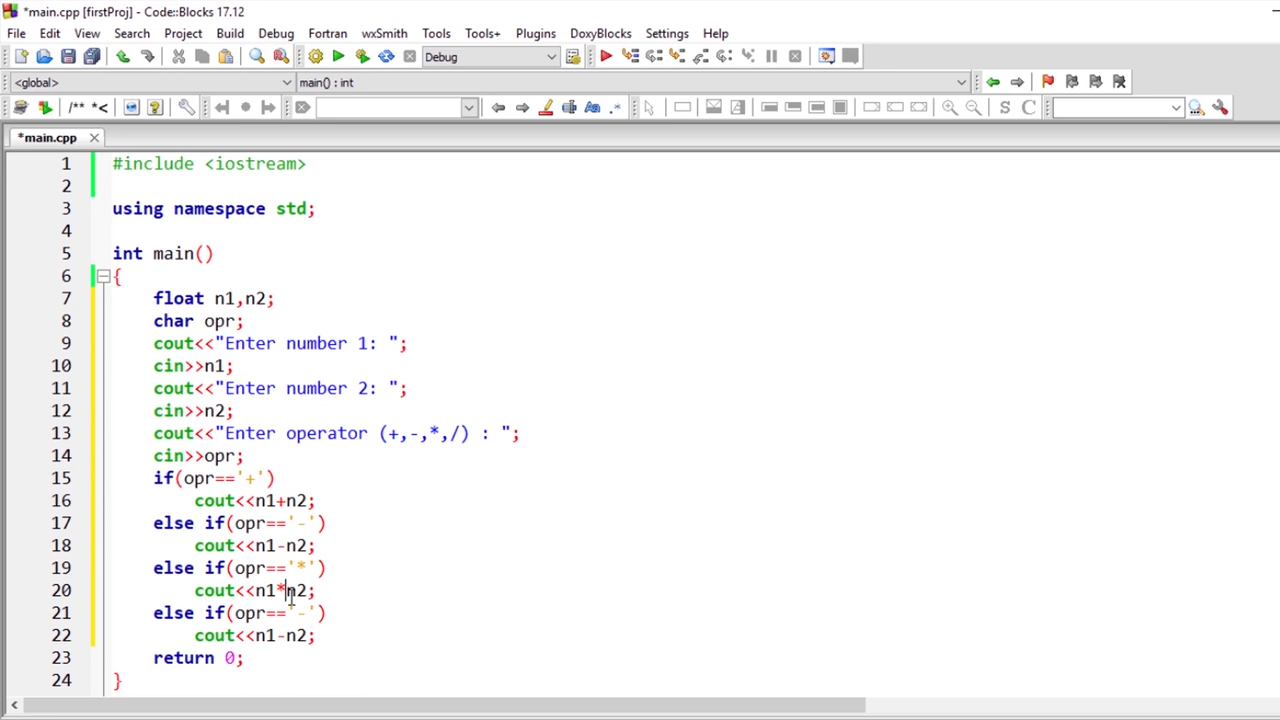 *main.cpp [firstProj] - Code::Blocks 17.12
File Edit View Search Project Build Debug Fortran wxSmith Tools Tools+ Plugins DoxyBlocks Settings Help
Debug
<global> main() : int
/** *<
S C
*main.cpp
1 #include <iostream>
2
3 using namespace std;
4
5 int main()
6 {
7 float n1,n2;
8 char opr;
9 cout<<"Enter number 1: ";
10 cin>>n1;
11 cout<<"Enter number 2: ";
12 cin>>n2;
13 cout<<"Enter operator (+,-,*,/) : ";
14 cin>>opr;
15 if(opr=='+')
16 cout<<n1+n2;
17 else if(opr=='-')
18 cout<<n1-n2;
19 else if(opr=='*')
20 cout<<n1*n2;
21 else if(opr=='-')
22 cout<<n1-n2;
23 return 0;
24 }